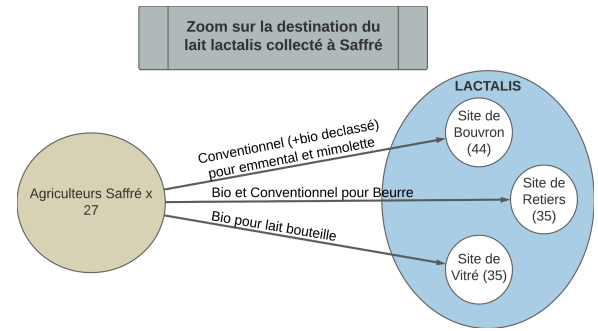 Zoom sur la destination du
lait lactalis collecté à Saffré
LACTALIS
Site de
Bouvron
(44)
Conventionnel (+bio declassé)
pour emmental et mimolette
Agriculteurs Saffré x
27
Bio et Conventionnel pour Beurre
Site de
Retiers
(35)
Bio pour lait bouteille
Site de
Vitré (35)